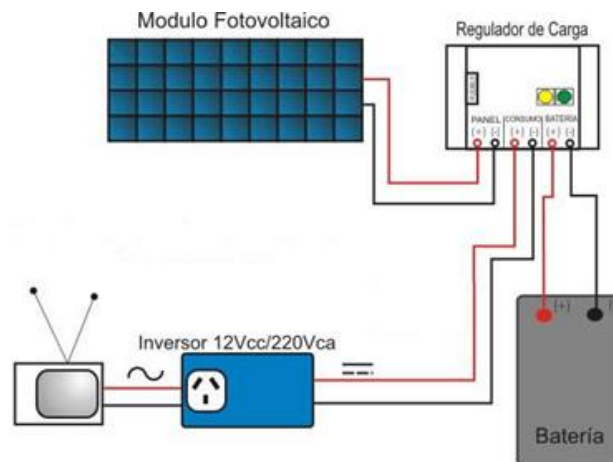 Modulo Fotovoltaico
Regulador de Carga
PANEL CONSUMO BATERIA
(+) (-) (+) (-) (+) (-)
(+)
Inversor 12Vcc/220Vca
Batería